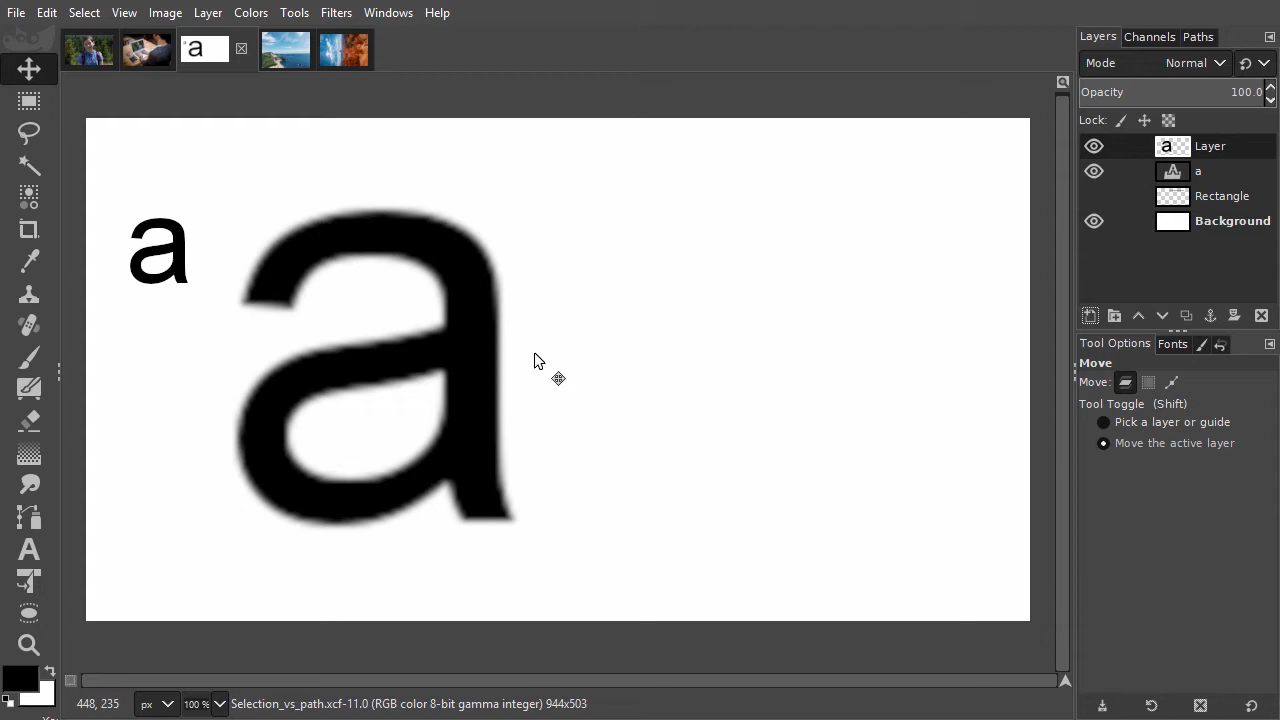 File Edit Select View Image Layer Colors Tools Filters Windows Help
a
Layers Channels Paths
Mode Normal
Opacity 100.0
Lock:
a Layer
a
Rectangle
Background
a a
Tool Options Fonts
Move
Move:
Tool Toggle (Shift)
Pick a layer or guide
Move the active layer
448, 235 px 100 % Selection_vs_path.xcf-11.0 (RGB color 8-bit gamma integer) 944x503